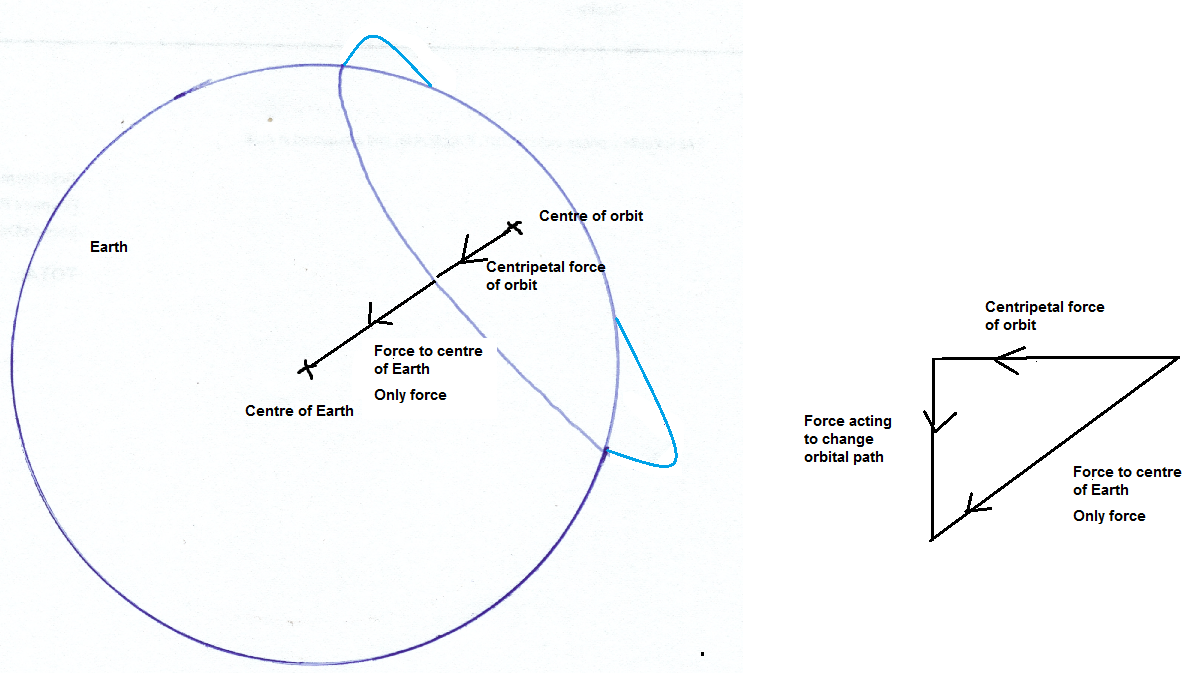 Centre of orbit
Earth
Centripetal force
of orbit
Force to centre
of Earth
Only force
Centre of Earth
Centripetal force
of orbit
Force acting
to change
orbital path
Force to centre
of Earth
Only force